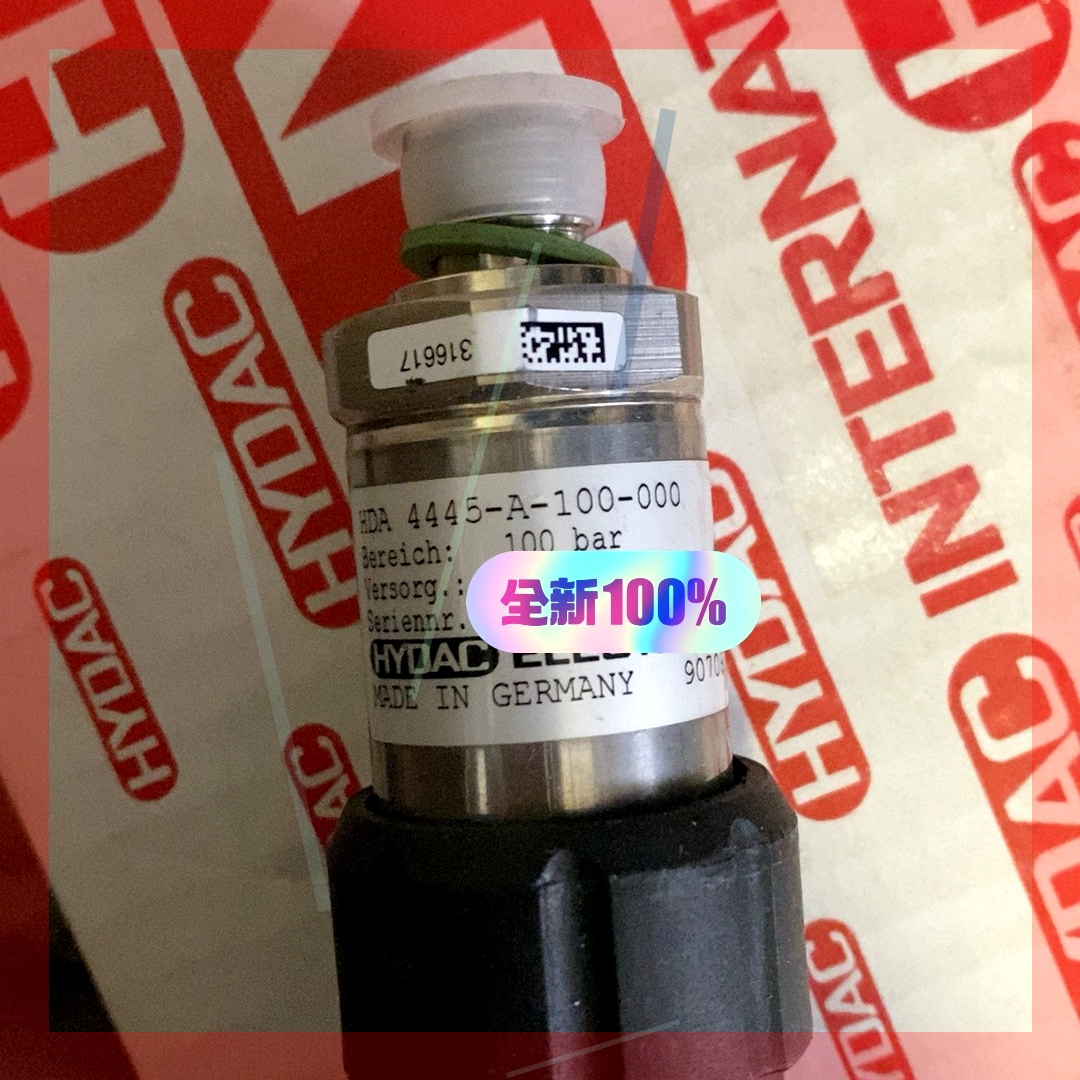 316617
HDA 4445-A-100-000
Bereich: 100 bar
Versorg.:
Seriennr.
全新100%
HYDAC
MADE IN GERMANY
HYDAC
HYDAC
HYDAC
HYDAC
HYDAC
HYDAC
INTERNAT